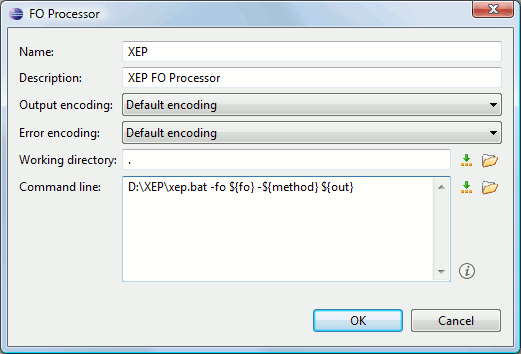 FO Processor
Name: XEP
Description: XEP FO Processor
Output encoding: Default encoding
Error encoding: Default encoding
Working directory: .
Command line: D:\XEP\xep.bat -fo ${fo} -${method} ${out}
OK Cancel